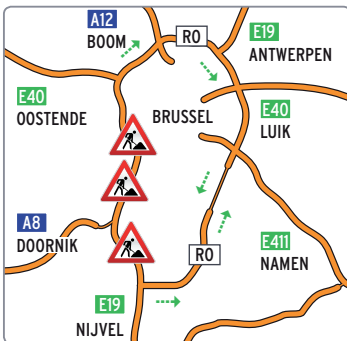 A12
BOOM
R0
E19
ANTWERPEN
E40
OOSTENDE
BRUSSEL
E40
LUIK
A8
DOORNIK
R0
E411
NAMEN
E19
NIJVEL